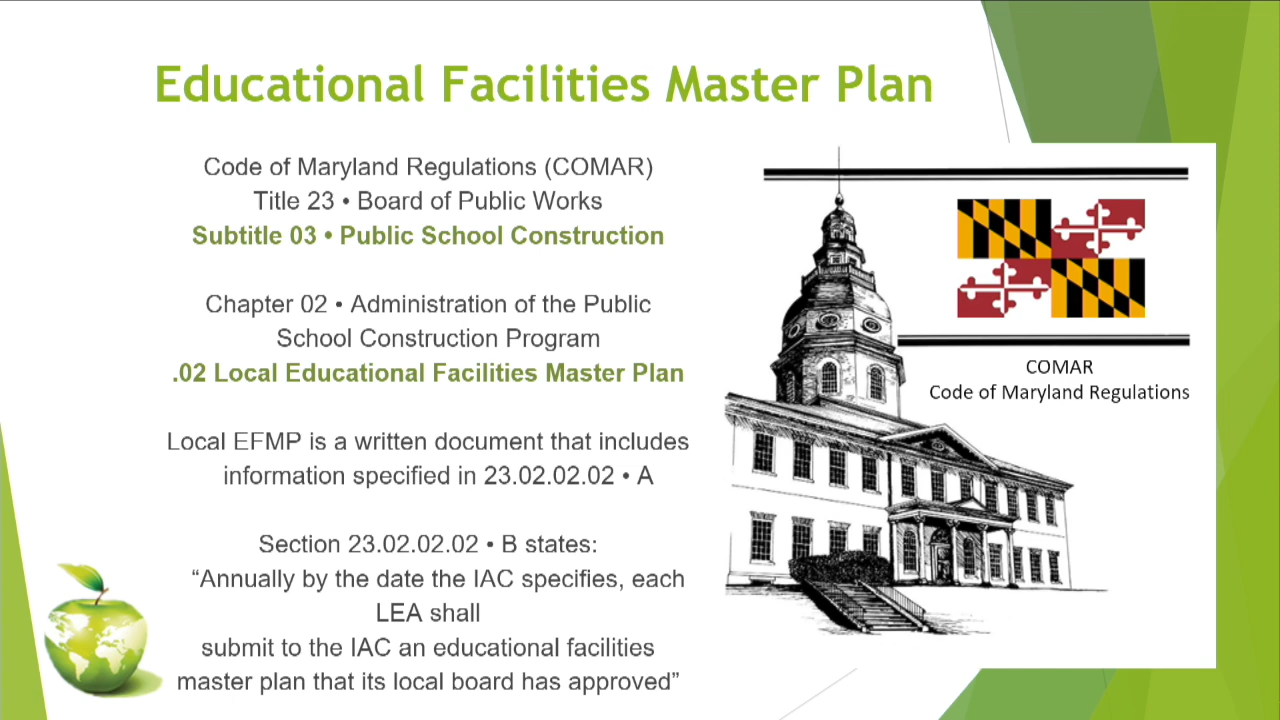 Educational Facilities Master Plan
Code of Maryland Regulations (COMAR)
Title 23 • Board of Public Works
Subtitle 03 • Public School Construction
Chapter 02 • Administration of the Public
School Construction Program
.02 Local Educational Facilities Master Plan
Local EFMP is a written document that includes
information specified in 23.02.02.02 • A
Section 23.02.02.02 • B states:
“Annually by the date the IAC specifies, each
LEA shall
submit to the IAC an educational facilities
master plan that its local board has approved”
COMAR
Code of Maryland Regulations